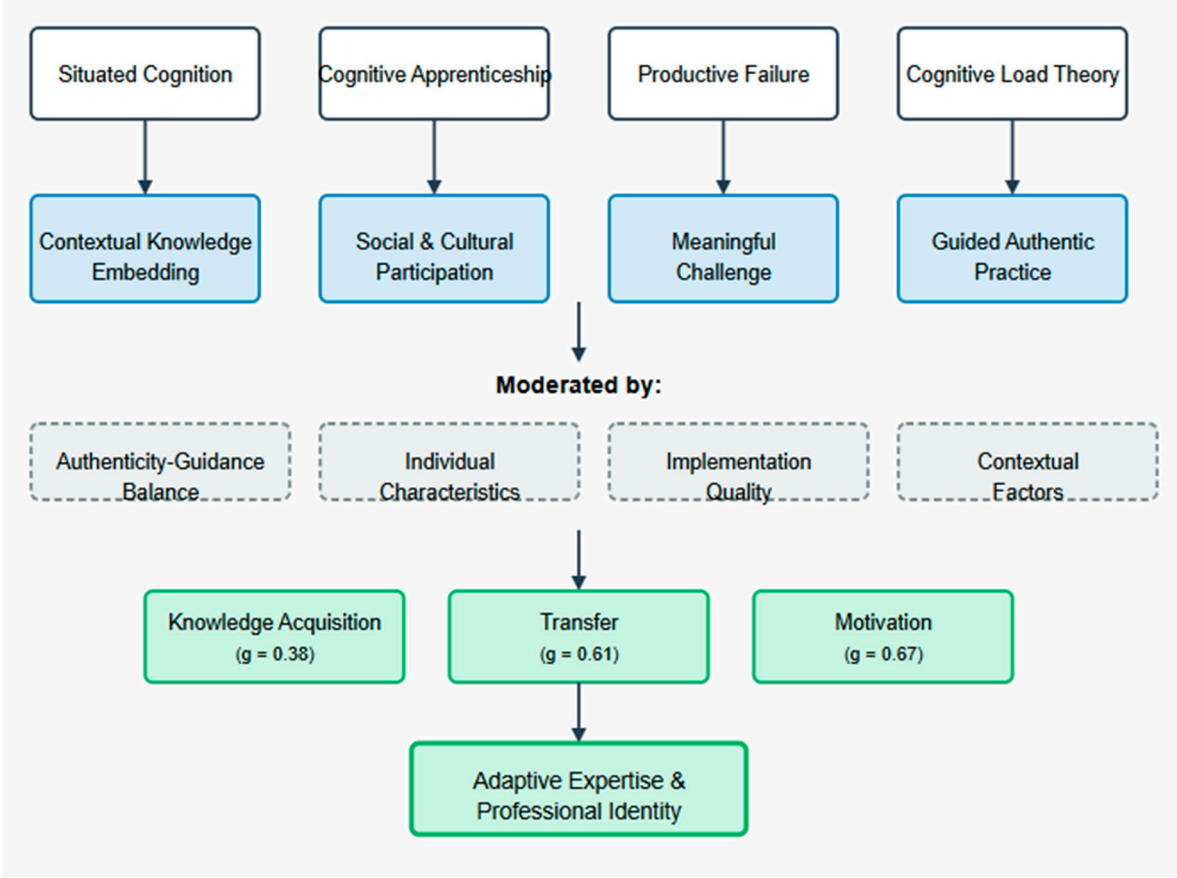 Situated Cognition
Cognitive Apprenticeship
Productive Failure
Cognitive Load Theory
Contextual Knowledge
Embedding
Social & Cultural
Participation
Meaningful
Challenge
Guided Authentic
Practice
Moderated by:
Authenticity-Guidance
Balance
Individual
Characteristics
Implementation
Quality
Contextual
Factors
Knowledge Acquisition
(g = 0.38)
Transfer
(g = 0.61)
Motivation
(g = 0.67)
Adaptive Expertise &
Professional Identity